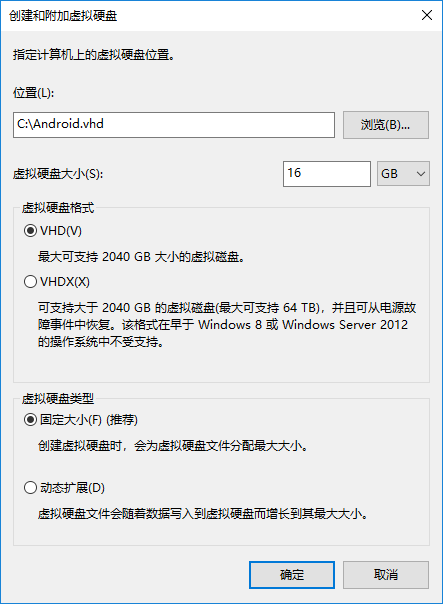 创建和附加虚拟硬盘
指定计算机上的虚拟硬盘位置。
位置(L):
C:\Android.vhd
浏览(B)...
虚拟硬盘大小(S):
16
GB
虚拟硬盘格式
VHD(V)
最大可支持 2040 GB 大小的虚拟磁盘。
VHDX(X)
可支持大于 2040 GB 的虚拟磁盘(最大可支持 64 TB)，并且可从电源故
障事件中恢复。该格式在早于 Windows 8 或 Windows Server 2012
的操作系统中不受支持。
虚拟硬盘类型
固定大小(F) (推荐)
创建虚拟硬盘时，会为虚拟硬盘文件分配最大大小。
动态扩展(D)
虚拟硬盘文件会随着数据写入到虚拟硬盘而增长到其最大大小。
确定
取消